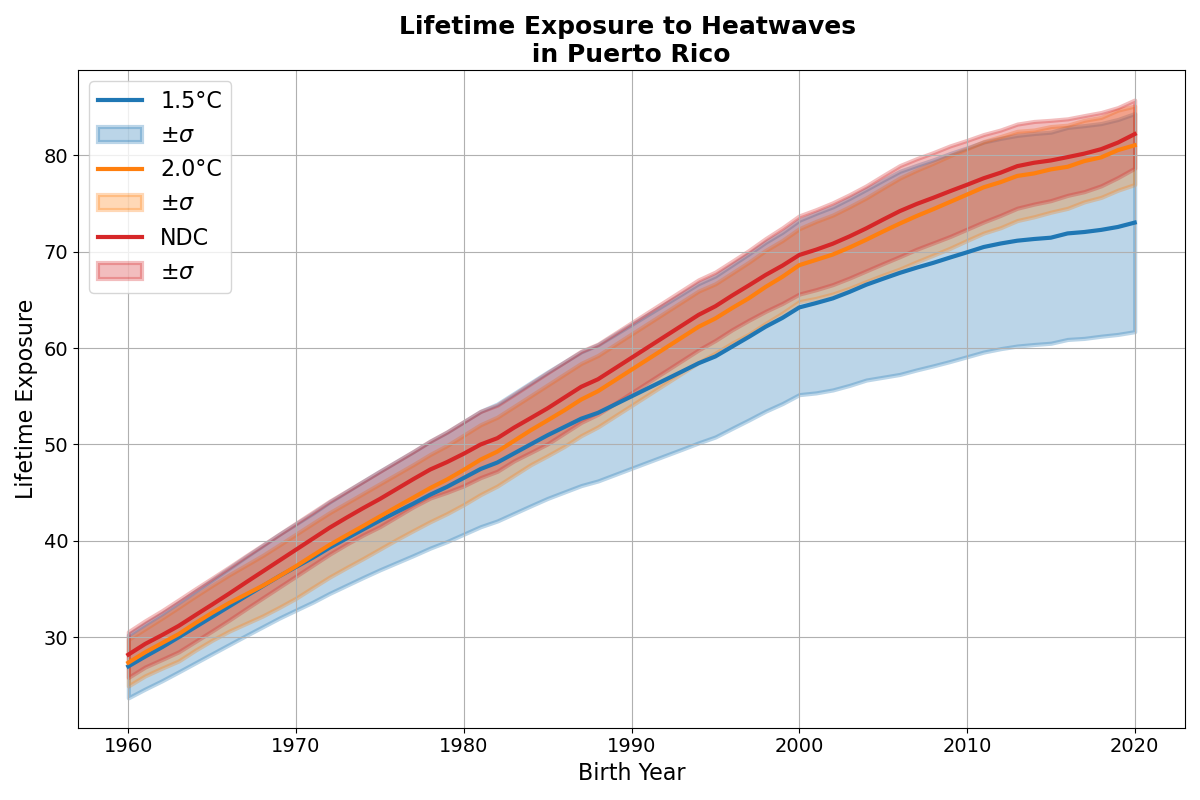 Lifetime Exposure to Heatwaves
in Puerto Rico
1.5°C
±σ
2.0°C
±σ
NDC
±σ
Lifetime Exposure
80
70
60
50
40
30
1960 1970 1980 1990 2000 2010 2020
Birth Year